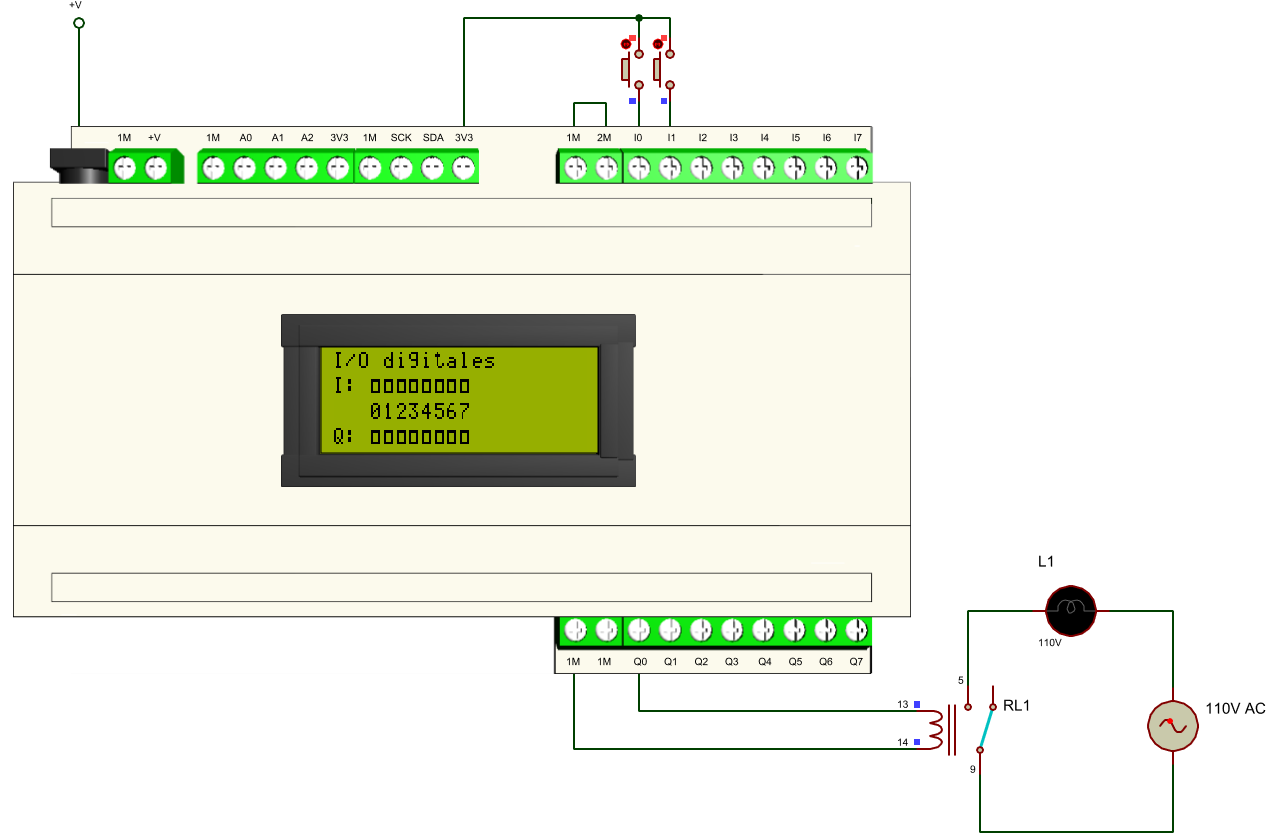 +V
1M +V 1M A0 A1 A2 3V3 1M SCK SDA 3V3 1M 2M I0 I1 I2 I3 I4 I5 I6 I7
I/O digitales
I:
01234567
Q:
L1
110V
1M 1M Q0 Q1 Q2 Q3 Q4 Q5 Q6 Q7
5
13
RL1
110V AC
14
9